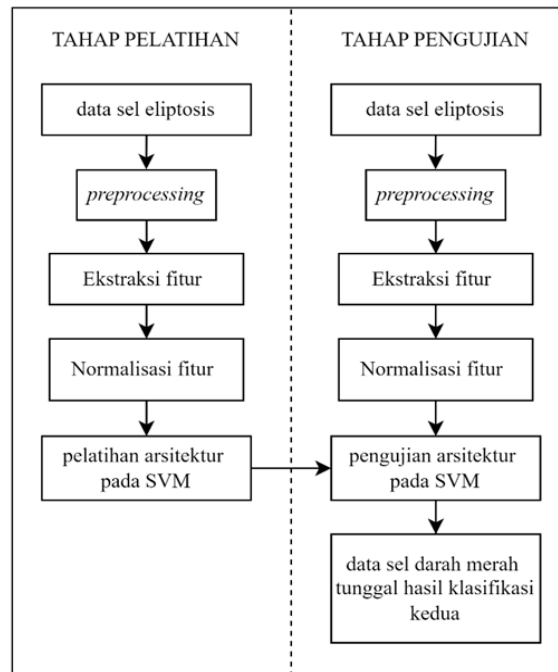 TAHAP PELATIHAN
data sel eliptosis
preprocessing
Ekstraksi fitur
Normalisasi fitur
pelatihan arsitektur
pada SVM
TAHAP PENGUJIAN
data sel eliptosis
preprocessing
Ekstraksi fitur
Normalisasi fitur
pengujian arsitektur
pada SVM
data sel darah merah
tunggal hasil klasifikasi
kedua